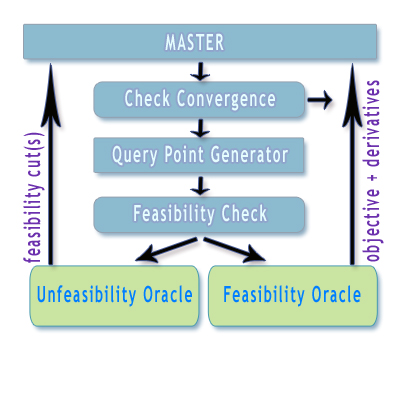 MASTER
Check Convergence
Query Point Generator
Feasibility Check
Unfeasibility Oracle
Feasibility Oracle
feasibility cut(s)
objective + derivatives